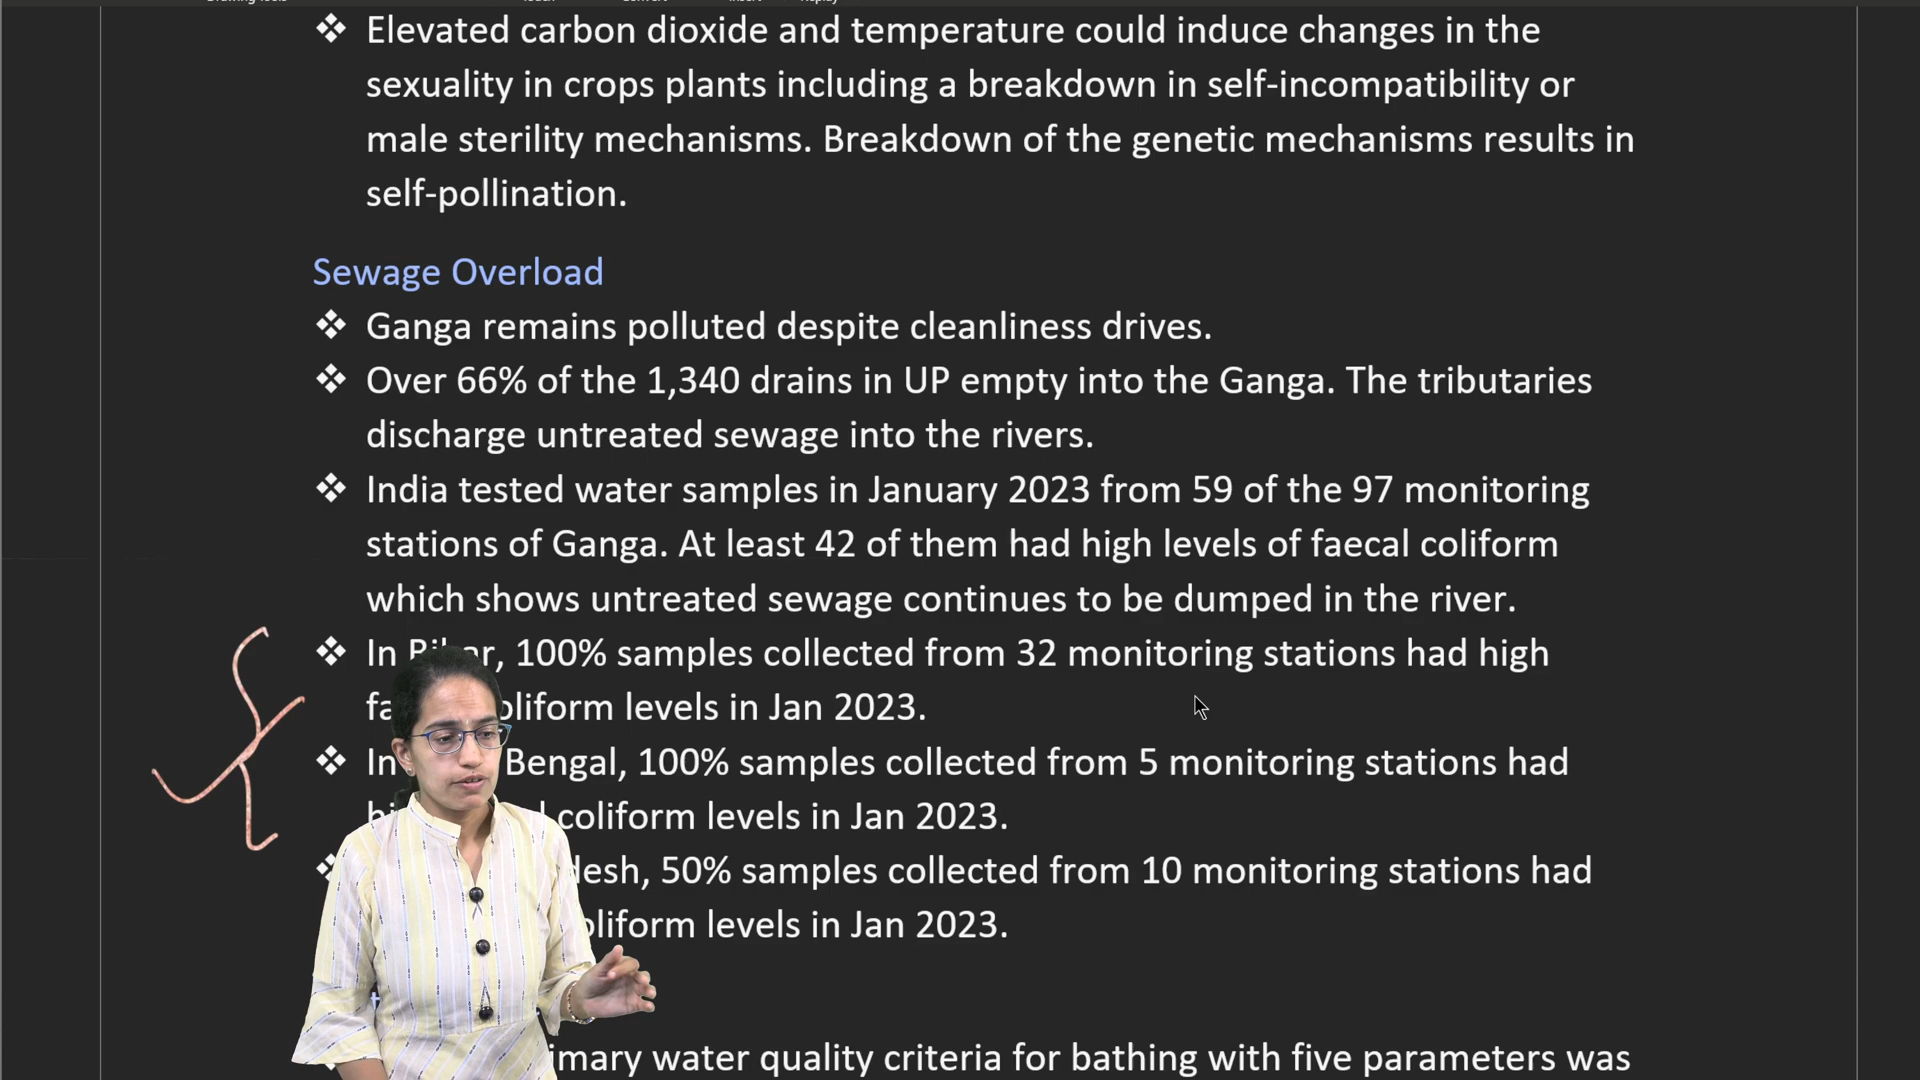 Elevated carbon dioxide and temperature could induce changes in the
sexuality in crops plants including a breakdown in self-incompatibility or
male sterility mechanisms. Breakdown of the genetic mechanisms results in
self-pollination.
Sewage Overload
Ganga remains polluted despite cleanliness drives.
Over 66% of the 1,340 drains in UP empty into the Ganga. The tributaries
discharge untreated sewage into the rivers.
India tested water samples in January 2023 from 59 of the 97 monitoring
stations of Ganga. At least 42 of them had high levels of faecal coliform
which shows untreated sewage continues to be dumped in the river.
In Bihar, 100% samples collected from 32 monitoring stations had high
coliform levels in Jan 2023.
In Bengal, 100% samples collected from 5 monitoring stations had
coliform levels in Jan 2023.
50% samples collected from 10 monitoring stations had
coliform levels in Jan 2023.
water quality criteria for bathing with five parameters was